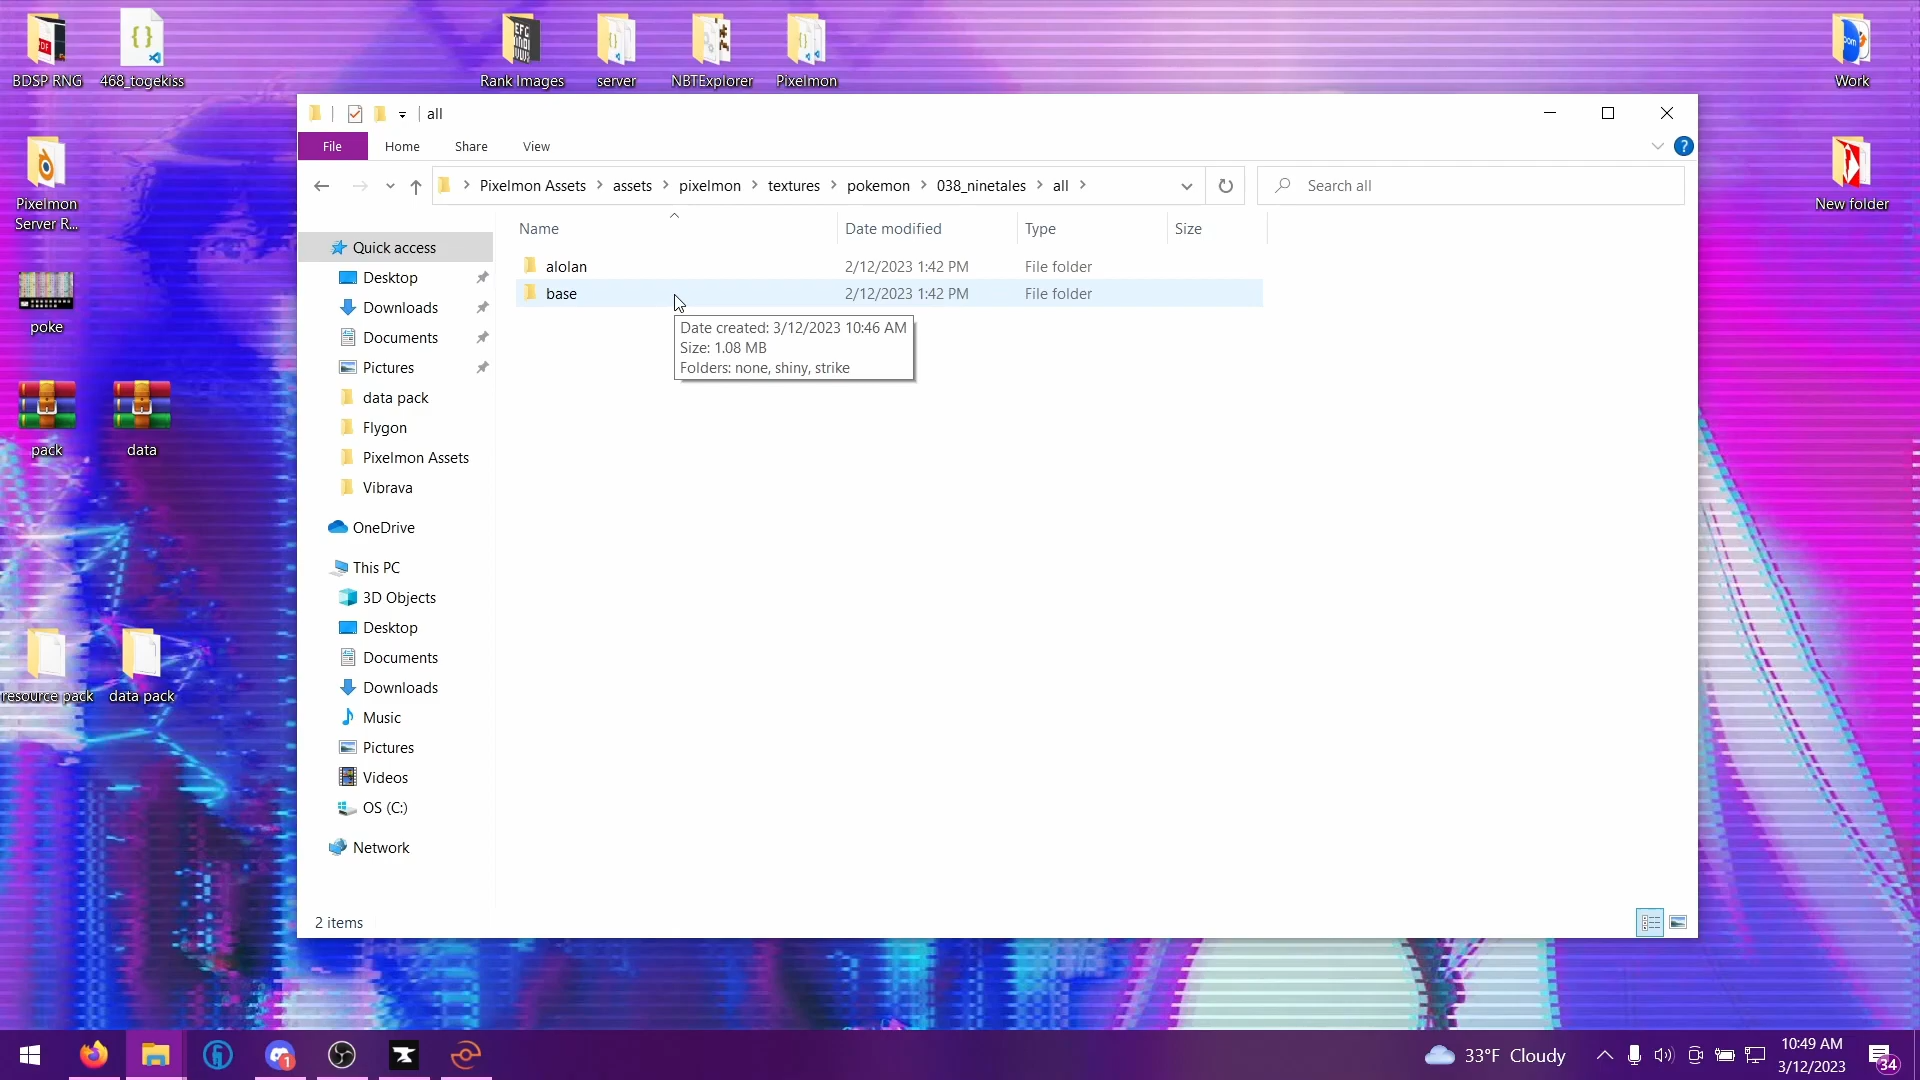 BDSP RNG
468_togekiss
Rank Images
server
NBTExplorer
Pixelmon
Work
all
File
Home
Share
View
Pixelmon Assets
assets
pixelmon
textures
pokemon
038_ninetales
all
Search all
Name
Date modified
Type
Size
alolan
2/12/2023 1:42 PM
File folder
base
2/12/2023 1:42 PM
File folder
Date created: 3/12/2023 10:46 AM
Size: 1.08 MB
Folders: none, shiny, strike
Quick access
Desktop
Downloads
Documents
Pictures
data pack
Flygon
Pixelmon Assets
Vibrava
OneDrive
This PC
3D Objects
Desktop
Documents
Downloads
Music
Pictures
Videos
OS (C:)
Network
2 items
Pixelmon
Server R...
poke
pack
data
resource pack
data pack
New folder
1
33°F Cloudy
10:49 AM
3/12/2023
34